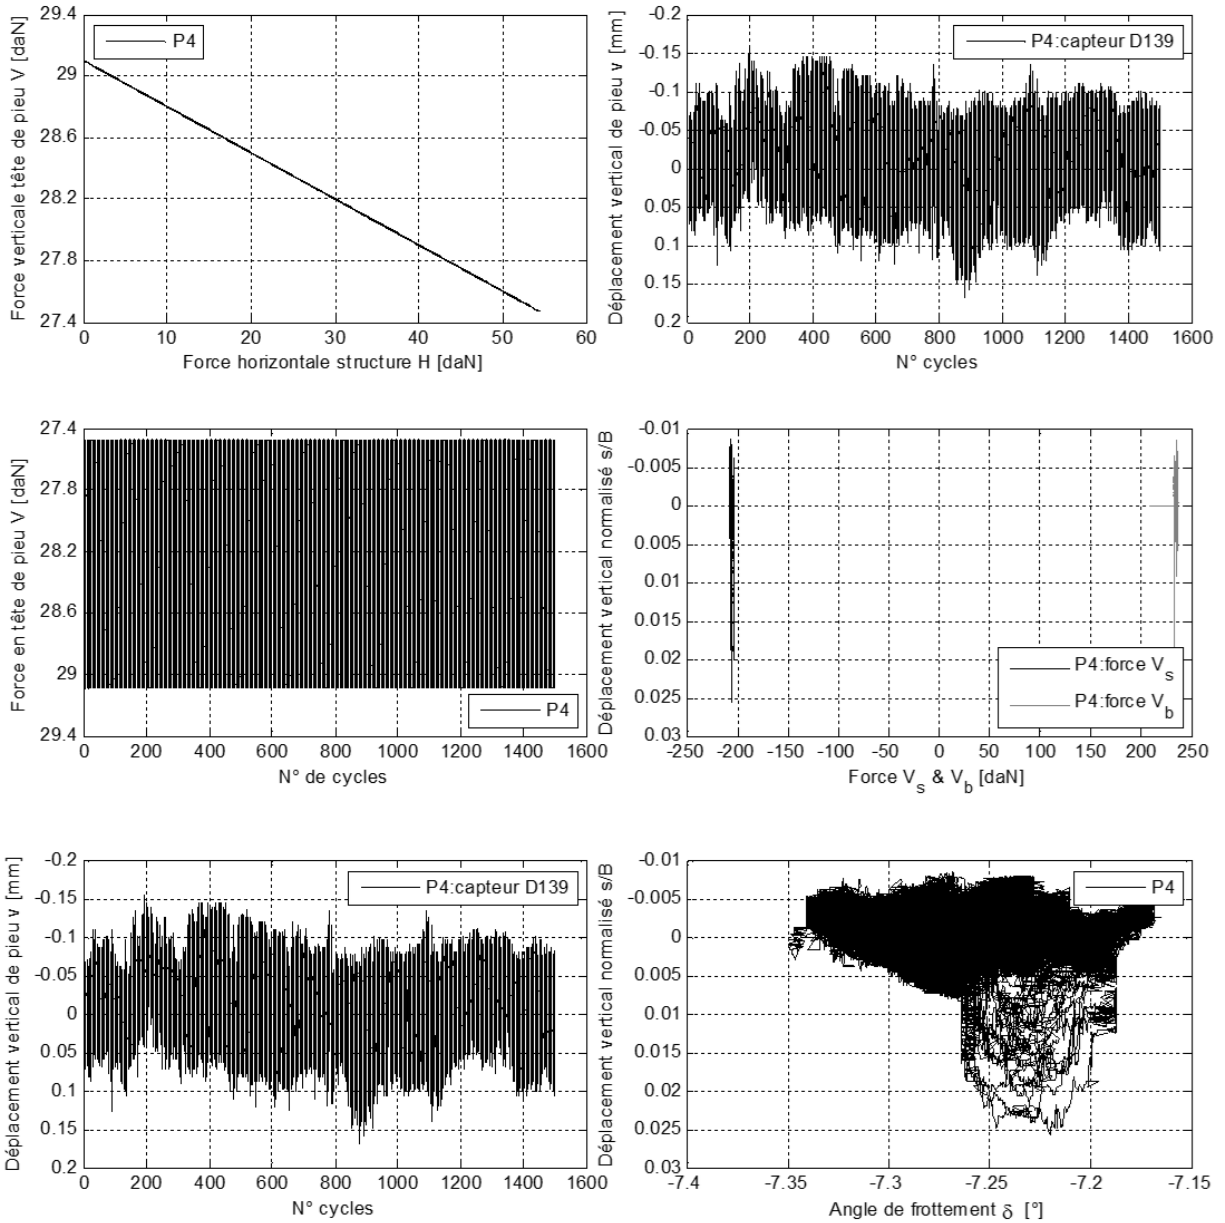 Force verticale tête de pieu V [daN]
29.4
29
28.6
28.2
27.8
27.4
0 10 20 30 40 50 60
Force horizontale structure H [daN]
P4
Déplacement vertical de pieu v [mm]
-0.2
-0.15
-0.1
-0.05
0
0.05
0.1
0.15
0.2
0 200 400 600 800 1000 1200 1400 1600
N° cycles
P4:capteur D139
Force en tête de pieu V [daN]
27.4
27.8
28.2
28.6
29
29.4
0 200 400 600 800 1000 1200 1400 1600
N° de cycles
P4
Déplacement vertical normalisé s/B
-0.01
-0.005
0
0.005
0.01
0.015
0.02
0.025
0.03
-250 -200 -150 -100 -50 0 50 100 150 200 250
Force V_s & V_b [daN]
P4:force V_s
P4:force V_b
Déplacement vertical de pieu v [mm]
-0.2
-0.15
-0.1
-0.05
0
0.05
0.1
0.15
0.2
0 200 400 600 800 1000 1200 1400 1600
N° cycles
P4:capteur D139
Déplacement vertical normalisé s/B
-0.01
-0.005
0
0.005
0.01
0.015
0.02
0.025
0.03
-7.4 -7.35 -7.3 -7.25 -7.2 -7.15
Angle de frottement δ [°]
P4